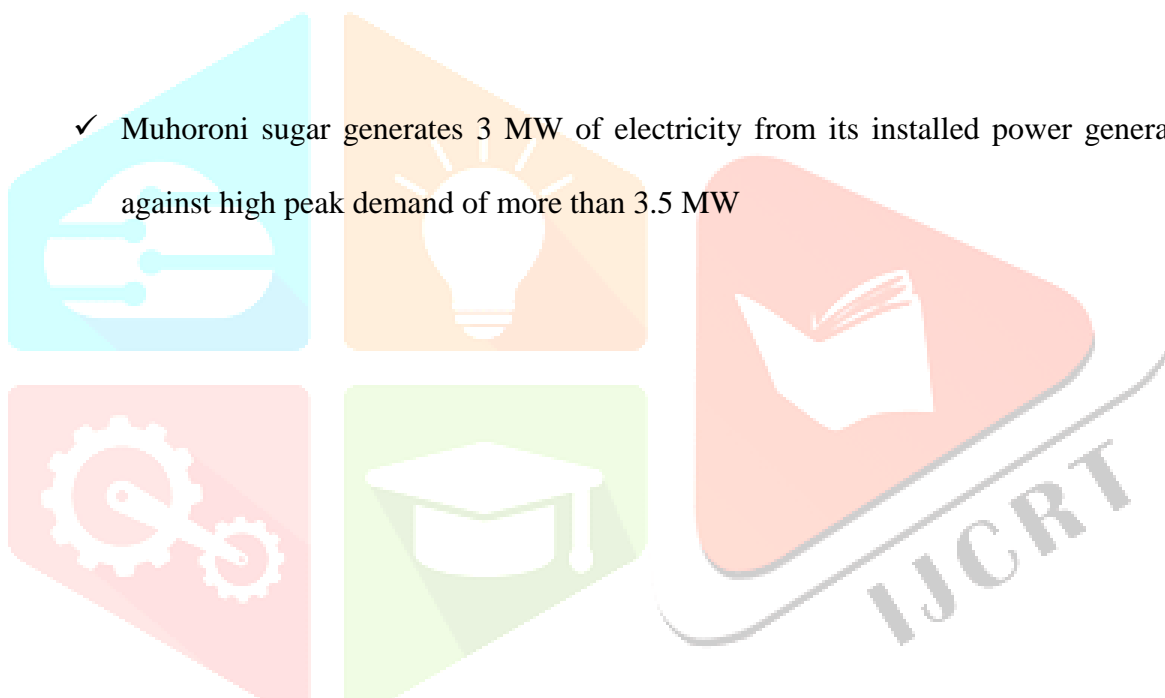 ✓ Muhoroni sugar generates 3 MW of electricity from its installed power genera
against high peak demand of more than 3.5 MW
IJCRT